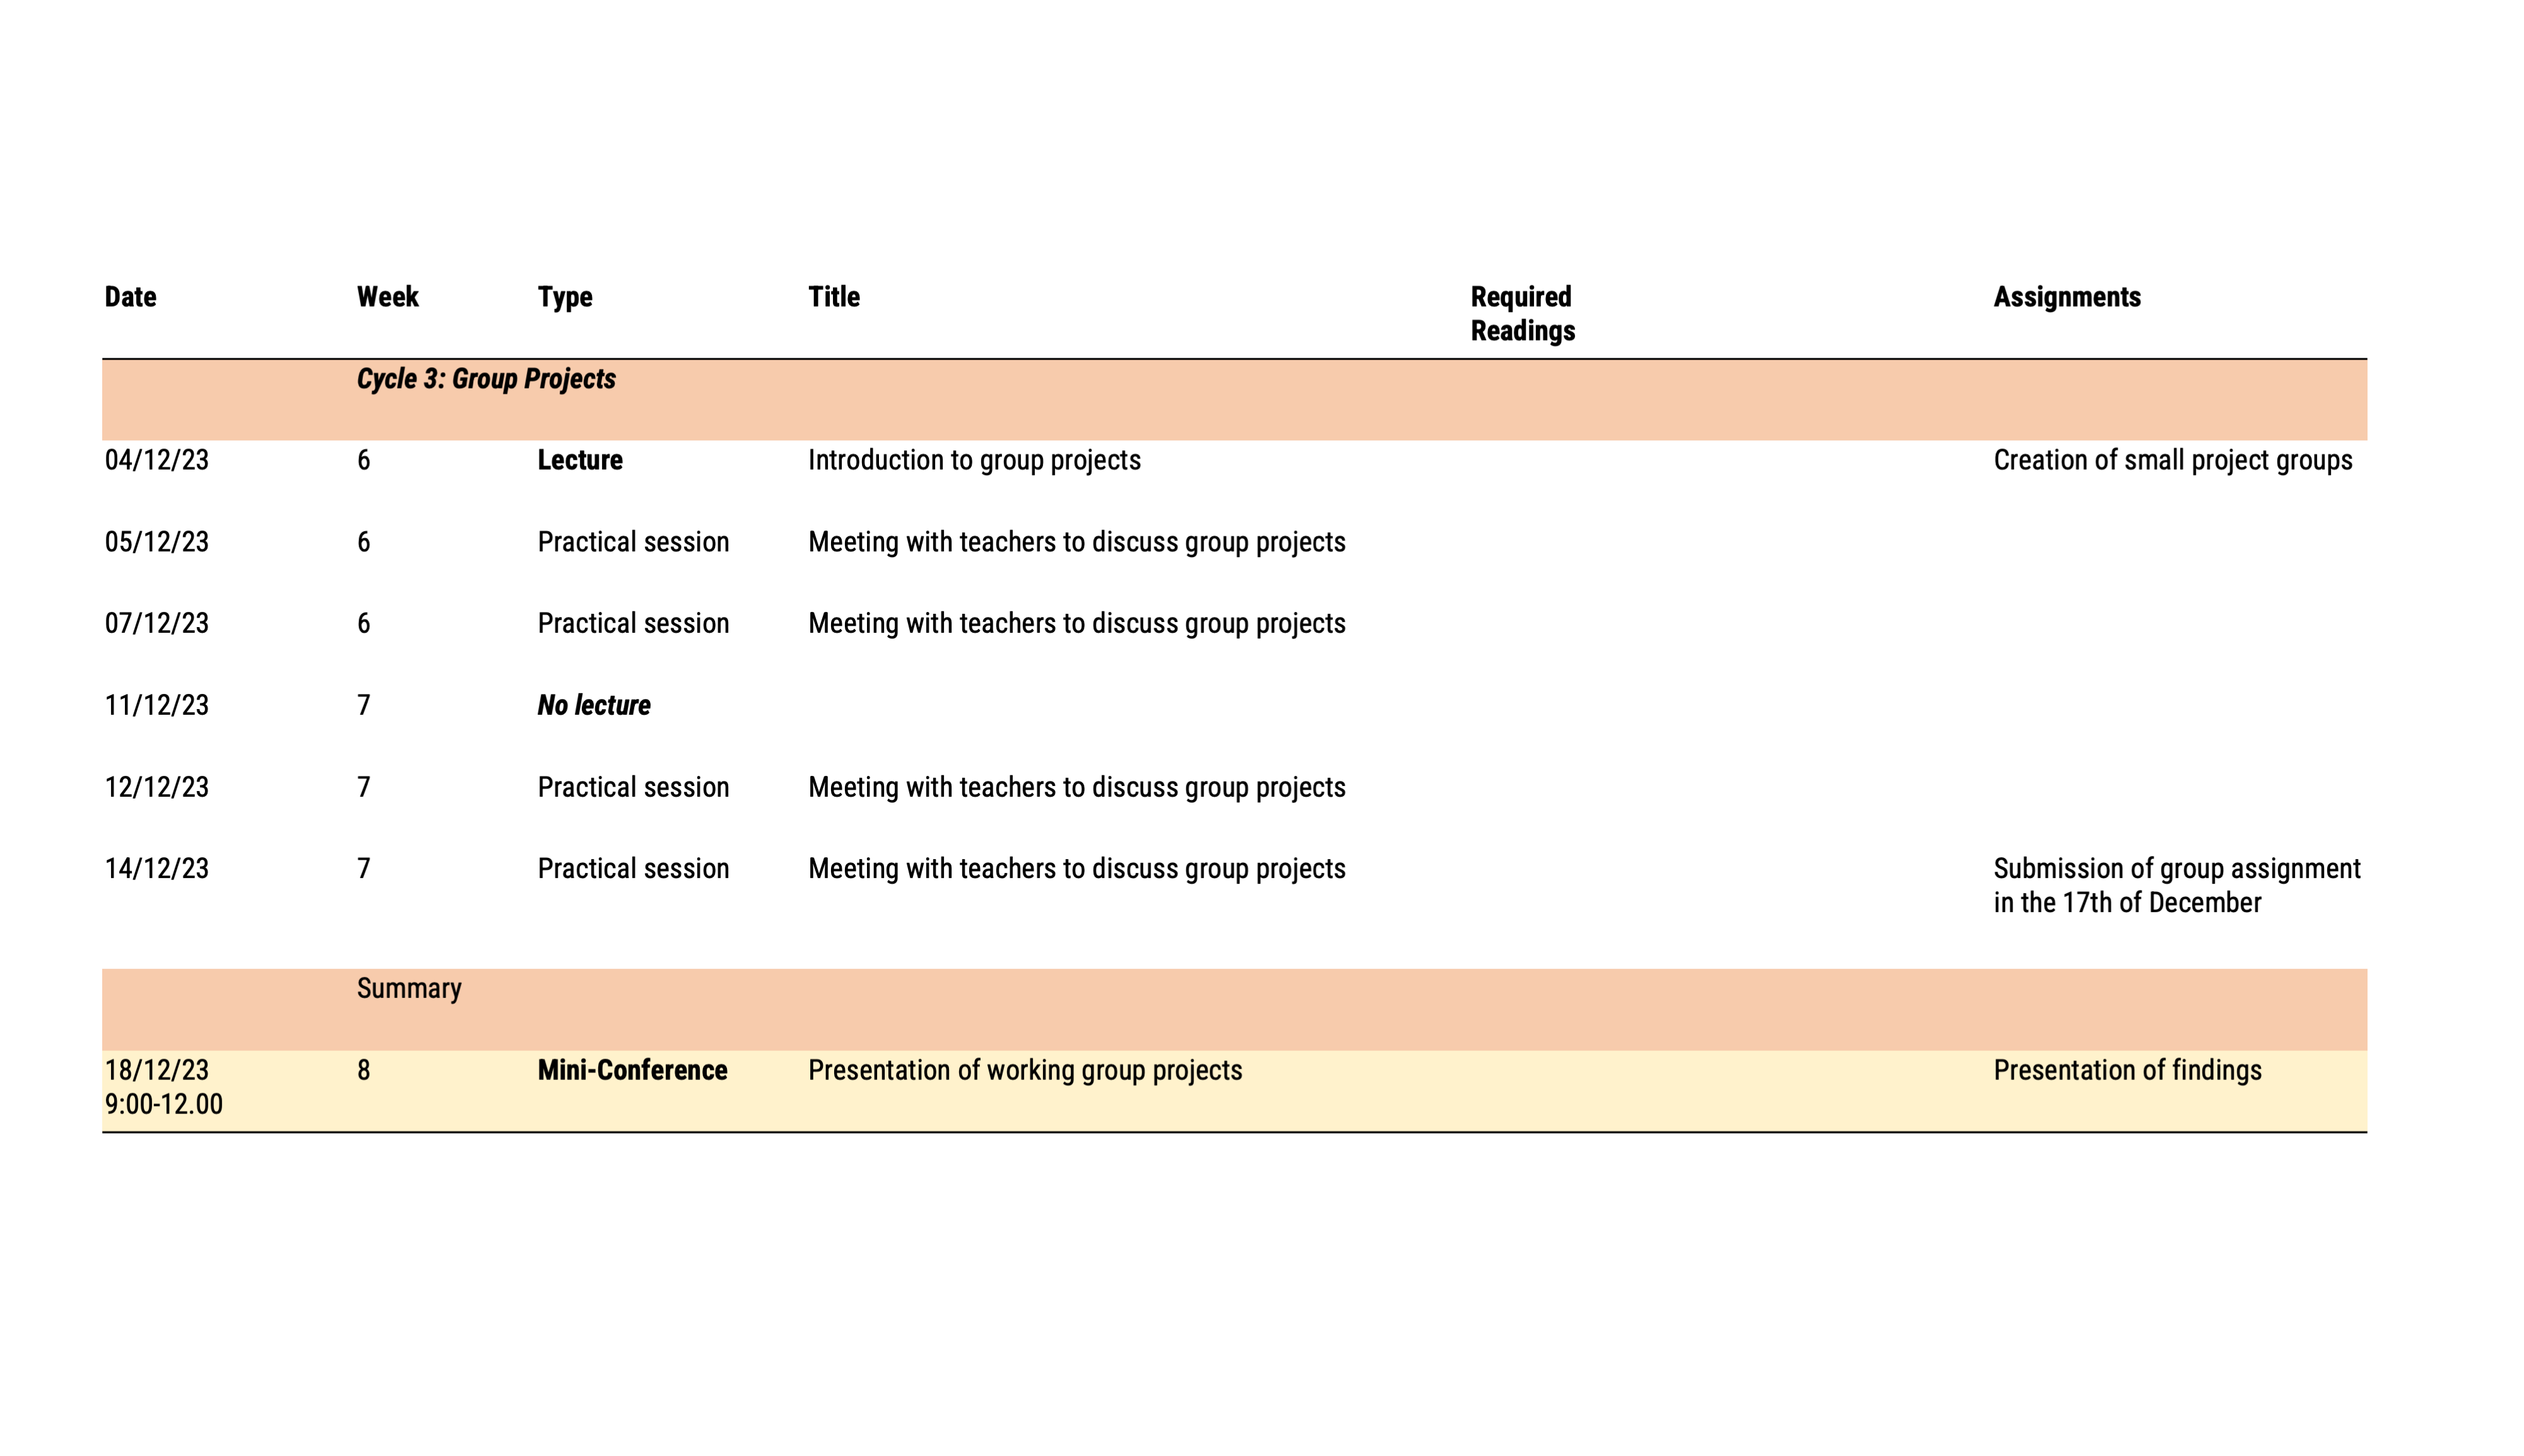 Date Week Type Title Required Readings Assignments
Cycle 3: Group Projects
04/12/23 6 Lecture Introduction to group projects Creation of small project groups
05/12/23 6 Practical session Meeting with teachers to discuss group projects
07/12/23 6 Practical session Meeting with teachers to discuss group projects
11/12/23 7 No lecture
12/12/23 7 Practical session Meeting with teachers to discuss group projects
14/12/23 7 Practical session Meeting with teachers to discuss group projects Submission of group assignment
in the 17th of December
Summary
18/12/23 8 Mini-Conference Presentation of working group projects Presentation of findings
9:00-12.00